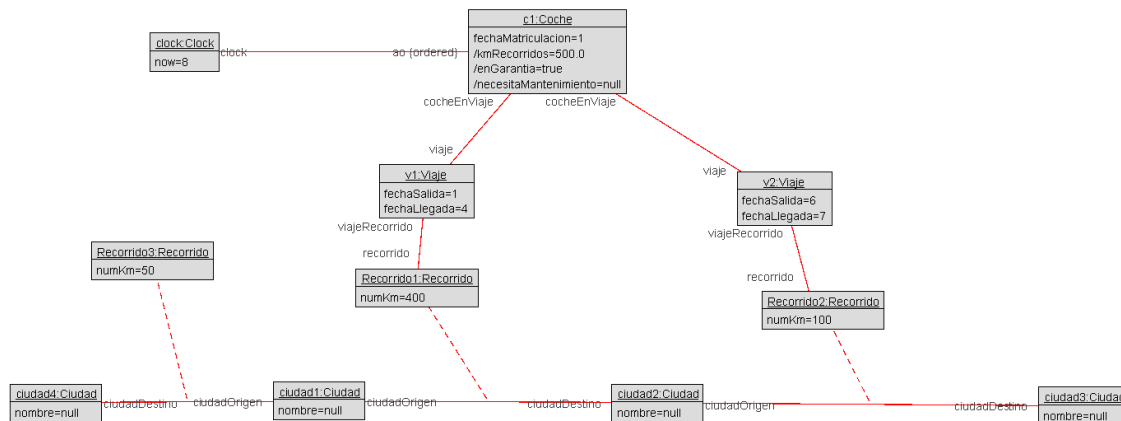 c1:Coche
fechaMatriculacion=1
/kmRecorridos=500.0
/enGarantia=true
/necesitaMantenimiento=null
clock:Clock
now=8
clock
ao {ordered}
cocheEnViaje
cocheEnViaje
viaje
viaje
v1:Viaje
fechaSalida=1
fechaLlegada=4
v2:Viaje
fechaSalida=6
fechaLlegada=7
viajeRecorrido
viajeRecorrido
recorrido
recorrido
Recorrido3:Recorrido
numKm=50
Recorrido1:Recorrido
numKm=400
Recorrido2:Recorrido
numKm=100
ciudad4:Ciudad
nombre=null
ciudadDestino
ciudadOrigen
ciudad1:Ciudad
nombre=null
ciudadOrigen
ciudadDestino
ciudad2:Ciudad
nombre=null
ciudadOrigen
ciudadDestino
ciudad3:Ciudad
nombre=null